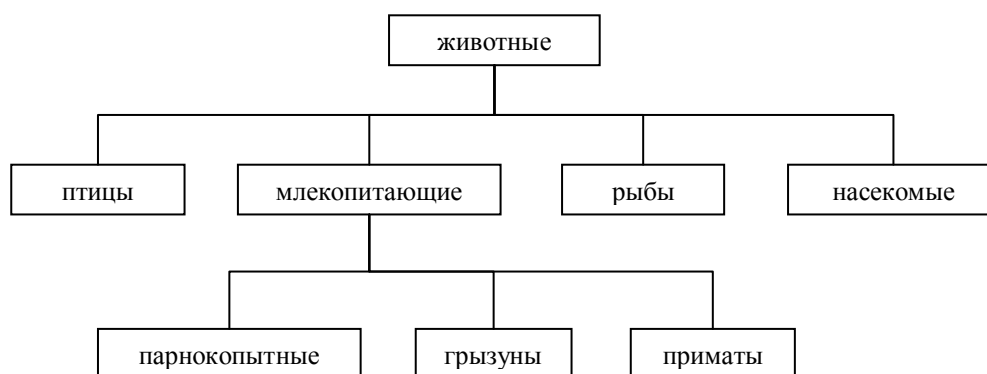 животные
птицы млекопитающие рыбы насекомые
парнокопытные грызуны приматы